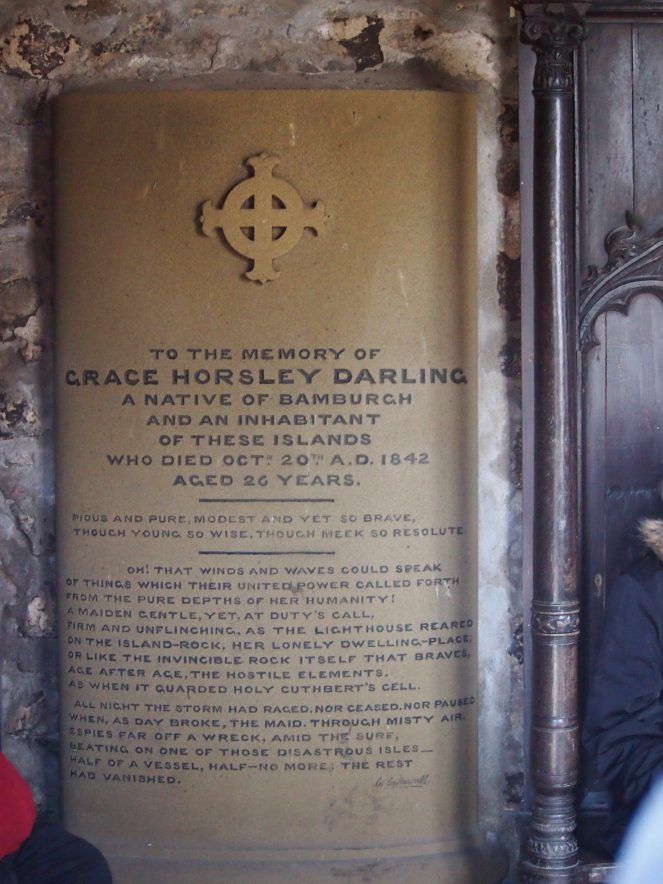 TO THE MEMORY OF
GRACE HORSLEY DARLING
A NATIVE OF BAMBURGH
AND AN INHABITANT
OF THESE ISLANDS
WHO DIED OCTR 20TH A.D. 1842
AGED 26 YEARS.
PIOUS AND PURE, MODEST AND YET SO BRAVE,
THOUGH YOUNG SO WISE, THOUGH MEEK SO RESOLUTE
OH! THAT WINDS AND WAVES COULD SPEAK
OF THINGS WHICH THEIR UNITED POWER CALLED FORTH
FROM THE PURE DEPTHS OF HER HUMANITY!
A MAIDEN GENTLE, YET, AT DUTY'S CALL,
FIRM AND UNFLINCHING, AS THE LIGHTHOUSE REARED
ON THE ISLAND-ROCK, HER LONELY DWELLING-PLACE;
OR LIKE THE INVINCIBLE ROCK ITSELF THAT BRAVES,
AGE AFTER AGE, THE HOSTILE ELEMENTS.
AS WHEN IT GUARDED HOLY CUTHBERT'S CELL.
ALL NIGHT THE STORM HAD RAGED, NOR CEASED, NOR PAUSED
WHEN, AS DAY BROKE, THE MAID, THROUGH MISTY AIR,
ESPIES FAR OFF A WRECK, AMID THE SURF,
BEATING ON ONE OF THOSE DISASTROUS ISLES—
HALF OF A VESSEL, HALF—NO MORE; THE REST
HAD VANISHED.